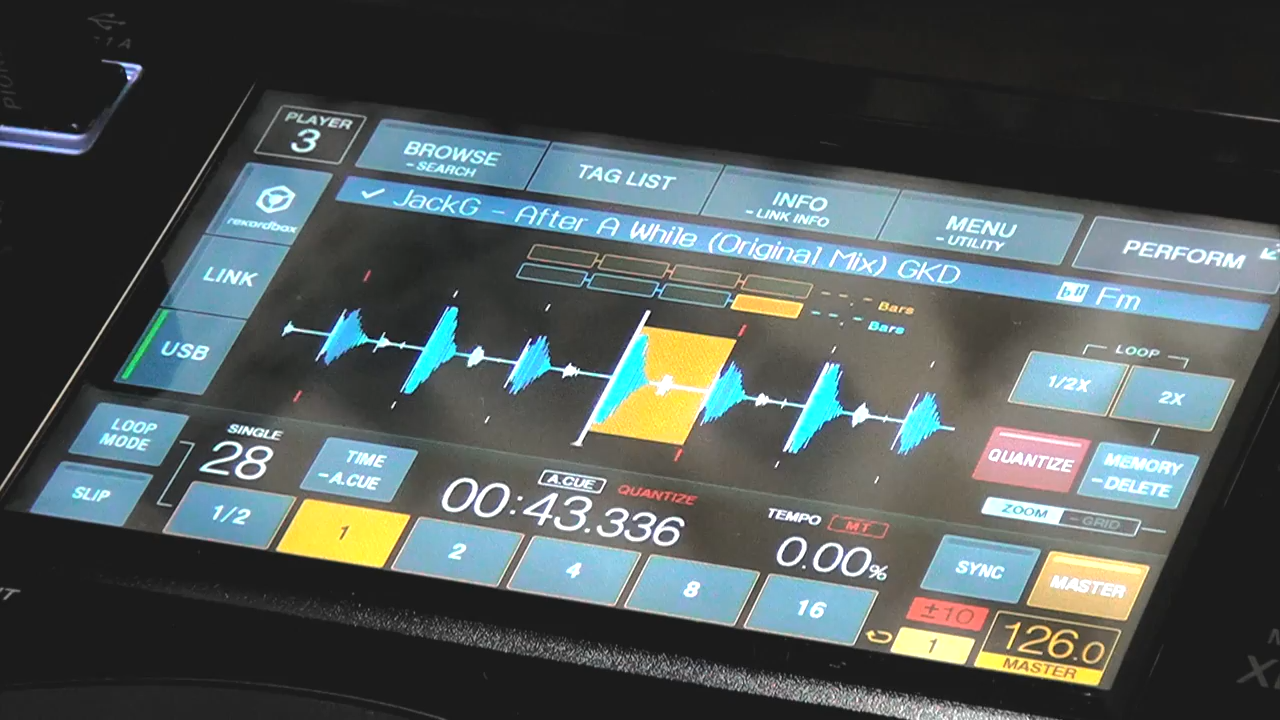 PLAYER
3
BROWSE
- SEARCH
TAG LIST
INFO
- LINK INFO
MENU
- UTILITY
PERFORM
rekordbox
JackG - After A While (Original Mix) GKD
Fm
LINK
Bars
Bars
USB
LOOP
1/2X
2X
LOOP
MODE
SINGLE
28
TIME
- A.CUE
QUANTIZE
MEMORY
- DELETE
SLIP
00:43.336
A.CUE
QUANTIZE
TEMPO
MT
0.00%
ZOOM
- GRID
1/2
1
2
4
8
16
SYNC
MASTER
±10
1
126.0
MASTER